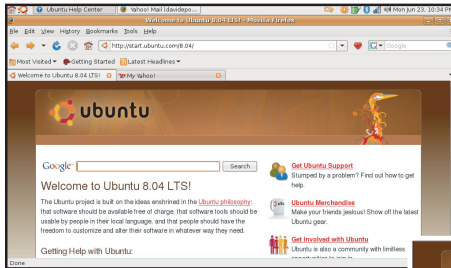 Ubuntu Help Center
Yahoo! Mail (davidepo...
Mon Jun 23, 10:34 PM
Welcome to Ubuntu 8.04 LTS! - Mozilla Firefox
File Edit View History Bookmarks Tools Help
http://start.ubuntu.com/8.04/
G Google
Most Visited Getting Started Latest Headlines
Welcome to Ubuntu 8.04 LTS!
My Yahoo!
ubuntu
Google
Search
Welcome to Ubuntu 8.04 LTS!
The Ubuntu project is built on the ideas enshrined in the Ubuntu philosophy:
that software should be available free of charge, that software tools should be
usable by people in their local language, and that people should have the
freedom to customize and alter their software in whatever way they need.
Getting Help with Ubuntu:
Get Ubuntu Support
Stumped by a problem? Find out how to get
help.
Ubuntu Merchandise
Make your friends jealous! Show off the latest
Ubuntu gear.
Get Involved with Ubuntu
Ubuntu is also a community with limitless
opportunities to join in
Done